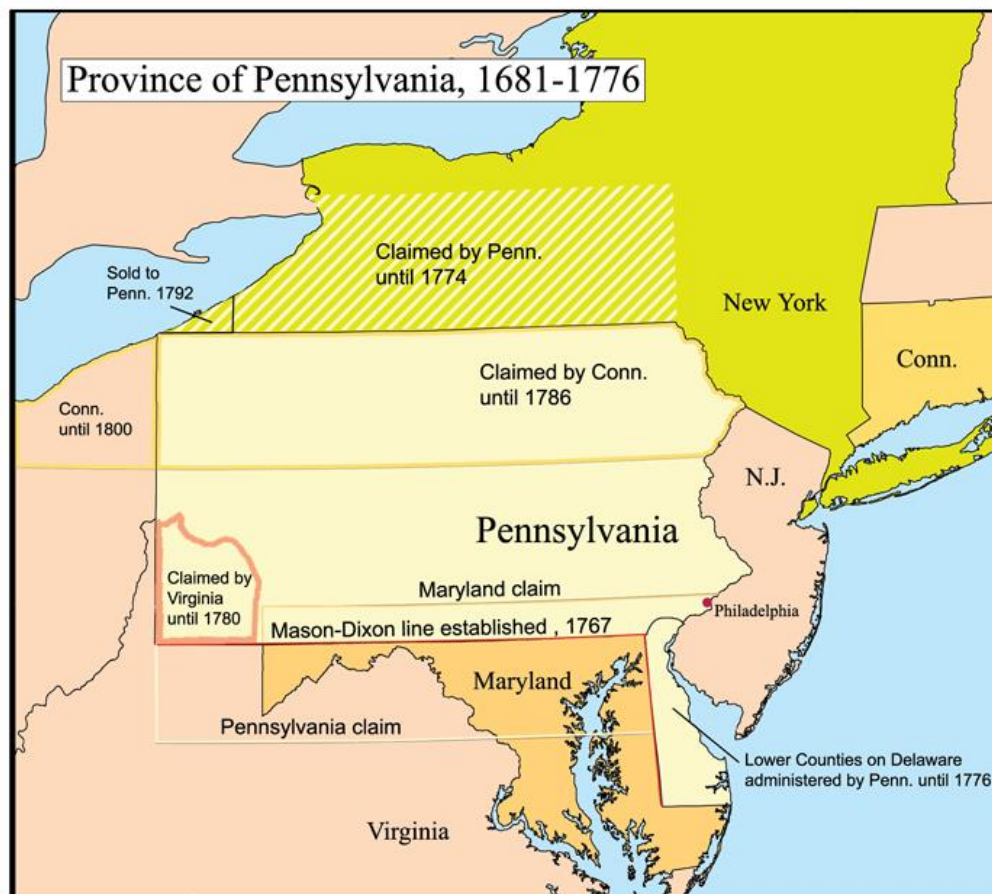 Province of Pennsylvania, 1681-1776
Claimed by Penn.
until 1774
Sold to
Penn. 1792
New York
Conn.
Claimed by Conn.
until 1786
Conn.
until 1800
N.J.
Pennsylvania
Claimed by
Virginia
until 1780
Maryland claim
Philadelphia
Mason-Dixon line established , 1767
Maryland
Pennsylvania claim
Lower Counties on Delaware
administered by Penn. until 1776
Virginia